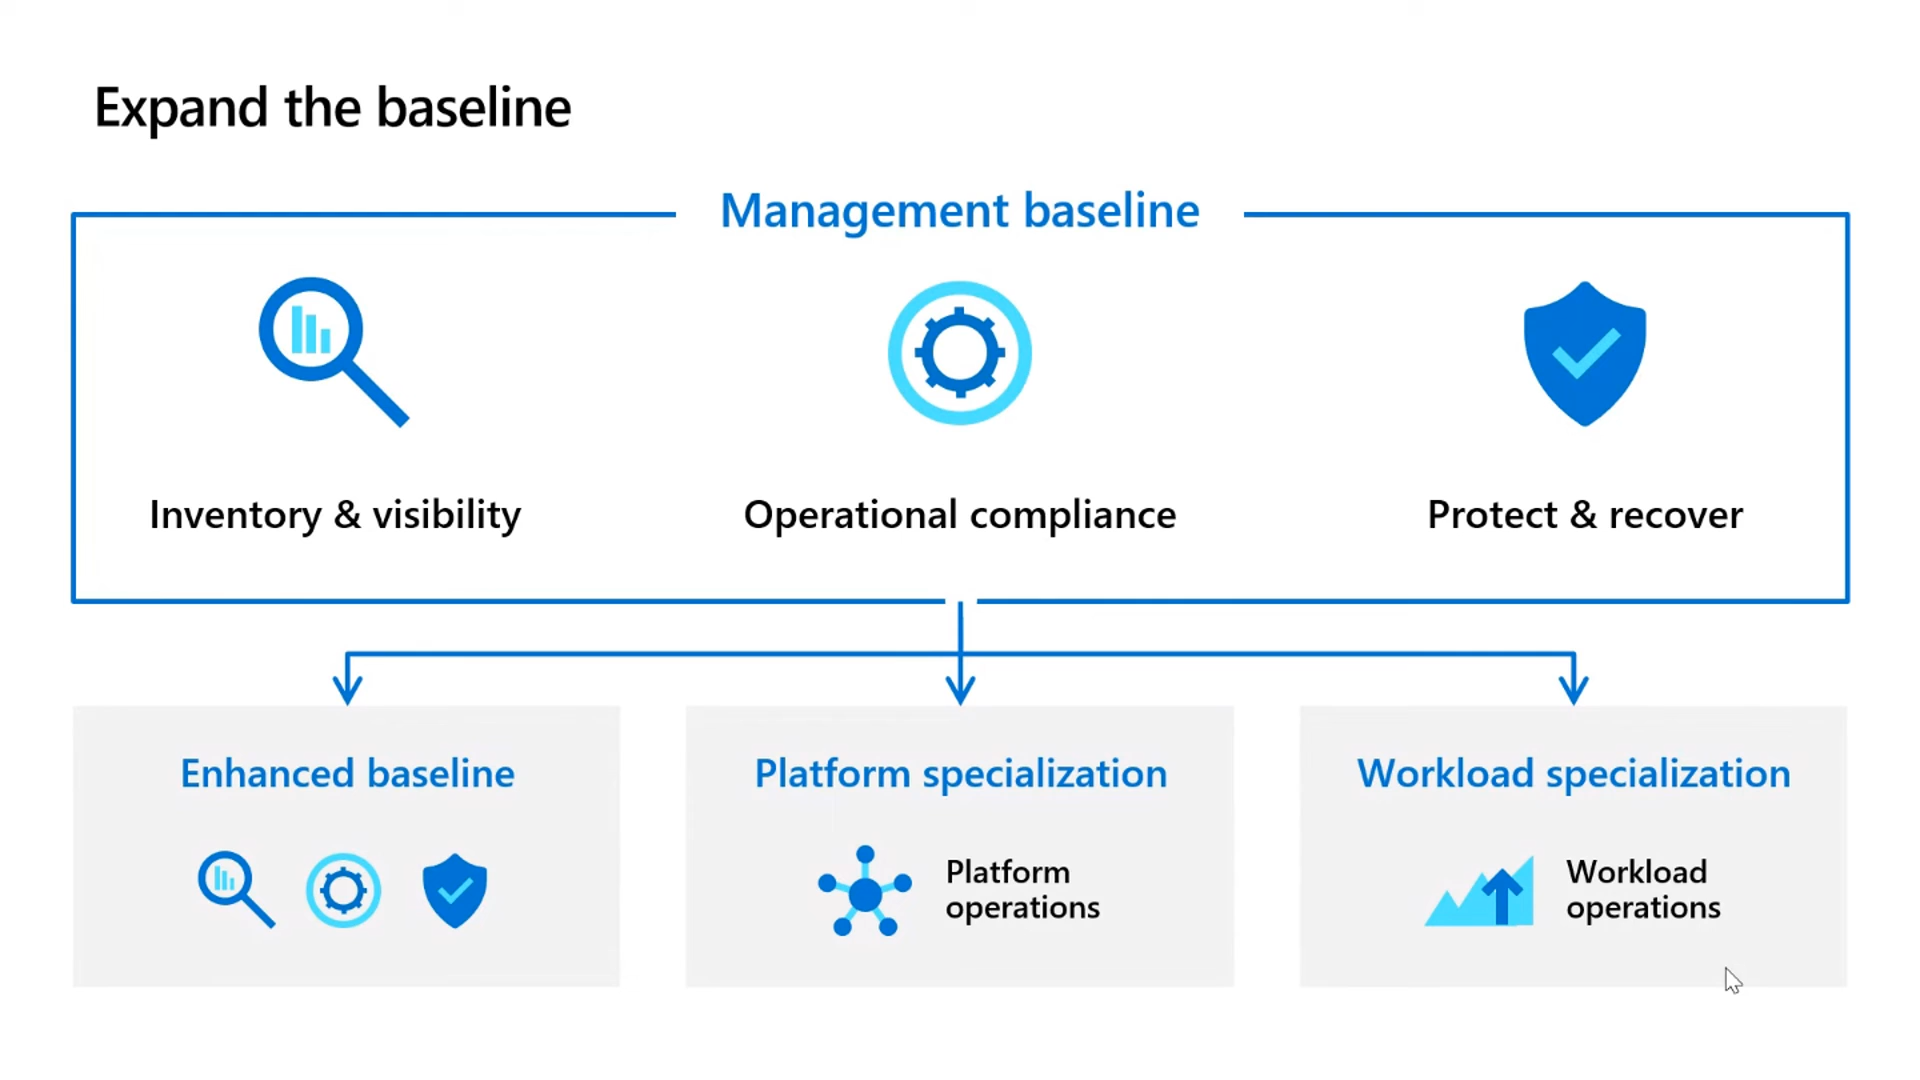 Expand the baseline
Management baseline
Inventory & visibility
Operational compliance
Protect & recover
Enhanced baseline
Platform specialization
Platform
operations
Workload specialization
Workload
operations